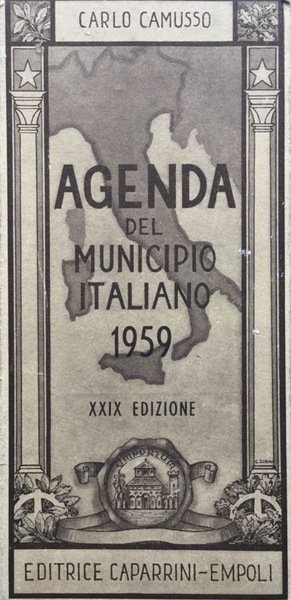 CARLO CAMUSSO
AGENDA
DEL
MUNICIPIO
ITALIANO
1959
XXIX EDIZIONE
EDITRICE CAPARRINI-EMPOLI